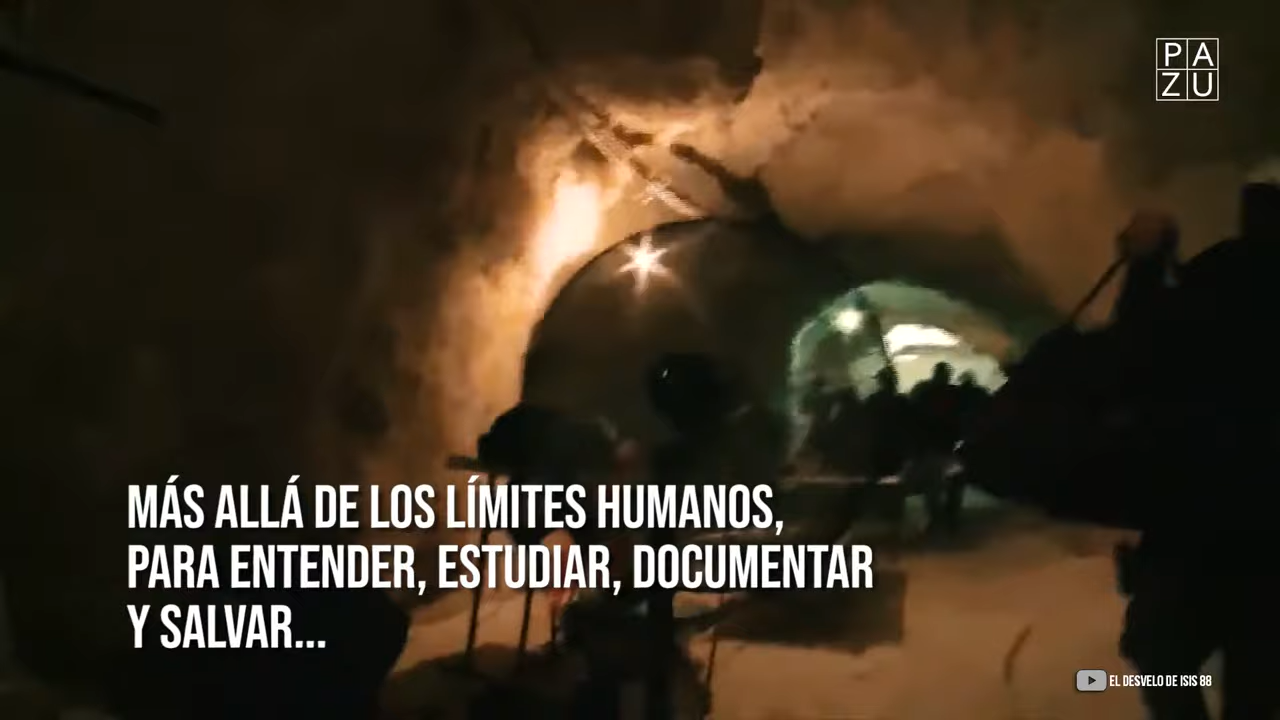 PA
ZU
MÁS ALLÁ DE LOS LÍMITES HUMANOS,
PARA ENTENDER, ESTUDIAR, DOCUMENTAR
Y SALVAR...
EL DESVELO DE ISIS 88